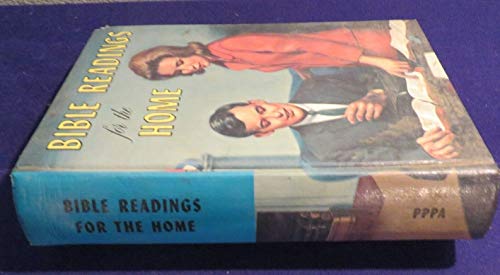 BIBLE READINGS
for the
HOME
BIBLE READINGS
FOR THE HOME
PPPA